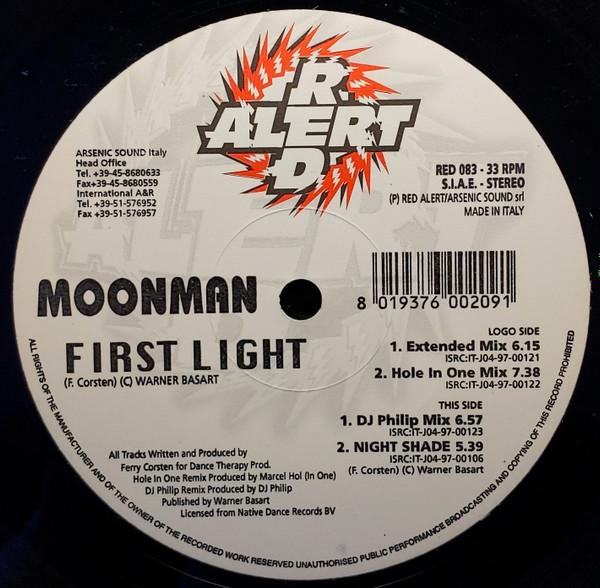 RED
ALERT
ARSENIC SOUND Italy
Head Office
Tel. +39-45-8680633
Fax+39-45-8680559
International A&R
Tel. +39-51-576952
Fax +39-51-576957
RED 083 - 33 RPM
S.I.A.E. - STEREO
(P) RED ALERT/ARSENIC SOUND srl
MADE IN ITALY
8 019376 002091
MOONMAN
FIRST LIGHT
(F. Corsten) (C) WARNER BASART
LOGO SIDE
1. Extended Mix 6.15
ISRC:IT-J04-97-00121
2. Hole In One Mix 7.38
ISRC:IT-J04-97-00122
THIS SIDE
1. DJ Philip Mix 6.57
ISRC:IT-J04-97-00123
2. NIGHT SHADE 5.39
ISRC:IT-J04-97-00106
(F. Corsten) (C) Warner Basart
All Tracks Written and Produced by
Ferry Corsten for Dance Therapy Prod.
Hole In One Remix Produced by Marcel Hol (In One)
DJ Philip Remix Produced by DJ Philip
Published by Warner Basart
Licensed from Native Dance Records BV
ALL RIGHTS OF THE MANUFACTURER AND OF THE OWNER OF THE RECORDED WORK RESERVED UNAUTHORISED PUBLIC PERFORMANCE BROADCASTING AND COPYING OF THIS RECORD PROHIBITED